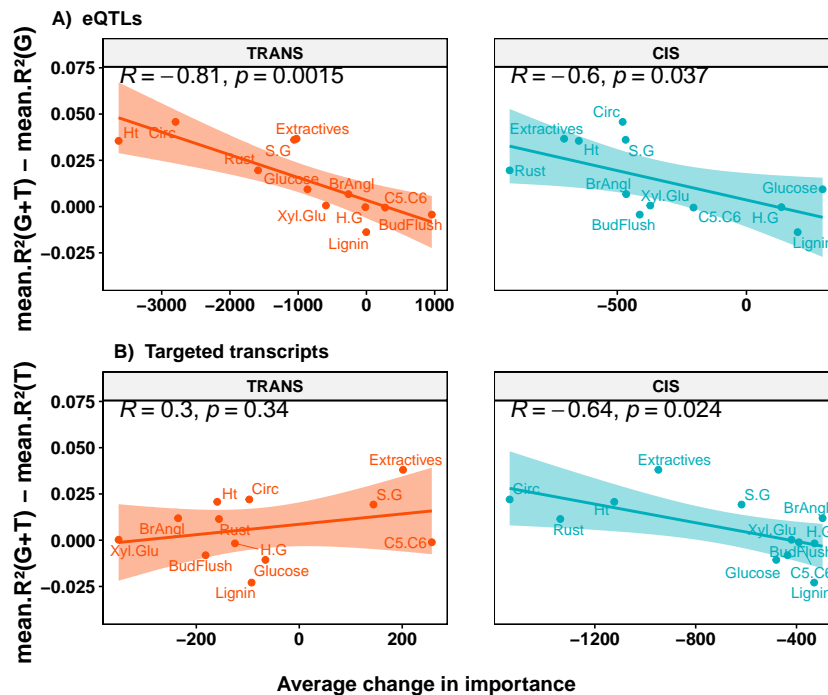 A) eQTLs
TRANS
CIS
mean.R²(G+T) − mean.R²(G)
0.075
0.050
0.025
0.000
−0.025
R = −0.81, p = 0.0015
Ht
Circ
Extractives
S.G
Rust
Glucose
BrAngl
Xyl.Glu
H.G
C5.C6
BudFlush
Lignin
−3000
−2000
−1000
0
1000
R = −0.6, p = 0.037
Circ
Extractives
Ht
S.G
Rust
BrAngl
Xyl.Glu
Glucose
BudFlush
C5.C6
H.G
Lignin
−500
0
B) Targeted transcripts
TRANS
CIS
mean.R²(G+T) − mean.R²(T)
0.075
0.050
0.025
0.000
−0.025
R = 0.3, p = 0.34
Extractives
Ht
Circ
S.G
BrAngl
Rust
Xyl.Glu
H.G
C5.C6
BudFlush
Glucose
Lignin
−200
0
200
R = −0.64, p = 0.024
Extractives
Circ
Ht
S.G
BrAngl
Rust
Xyl.Glu
H.G
BudFlush
Glucose
C5.C6
Lignin
−1200
−800
−400
Average change in importance